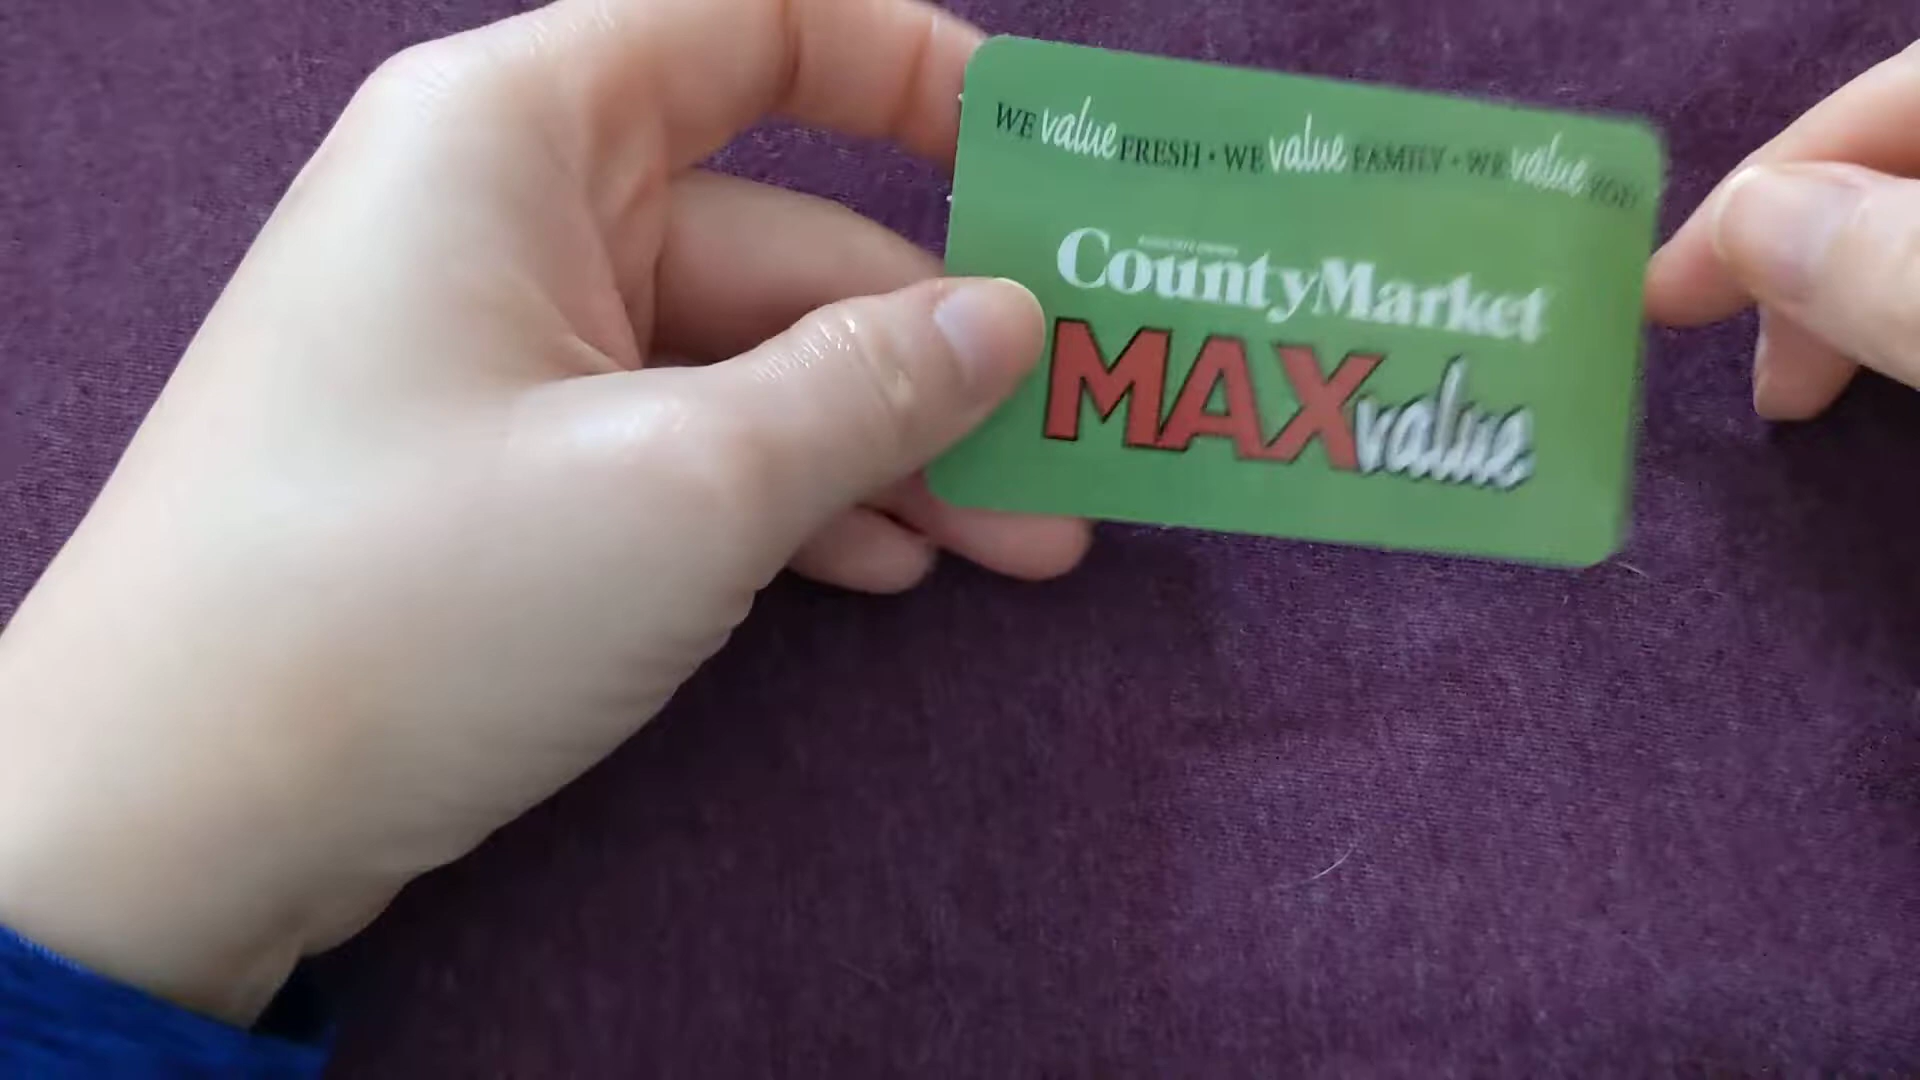 WE value FRESH • WE value FAMILY • WE value YOU!
CountyMarket
MAXvalue